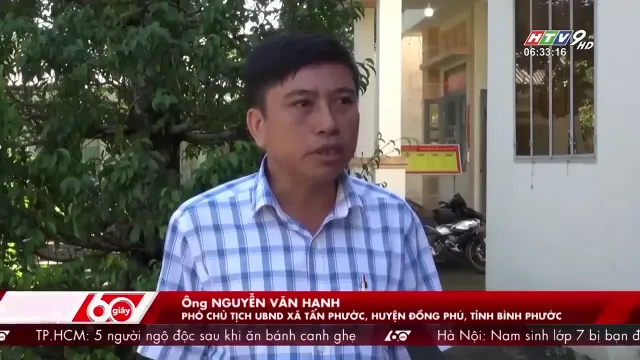 HTV9 HD
06:33:16
60 giây
Ông NGUYỄN VĂN HẠNH
PHÓ CHỦ TỊCH UBND XÃ TẤN PHƯỚC, HUYỆN ĐỒNG PHÚ, TỈNH BÌNH PHƯỚC
TP.HCM: 5 người ngộ độc sau khi ăn bánh canh ghẹ 60 Hà Nội: Nam sinh lớp 7 bị bạn đ